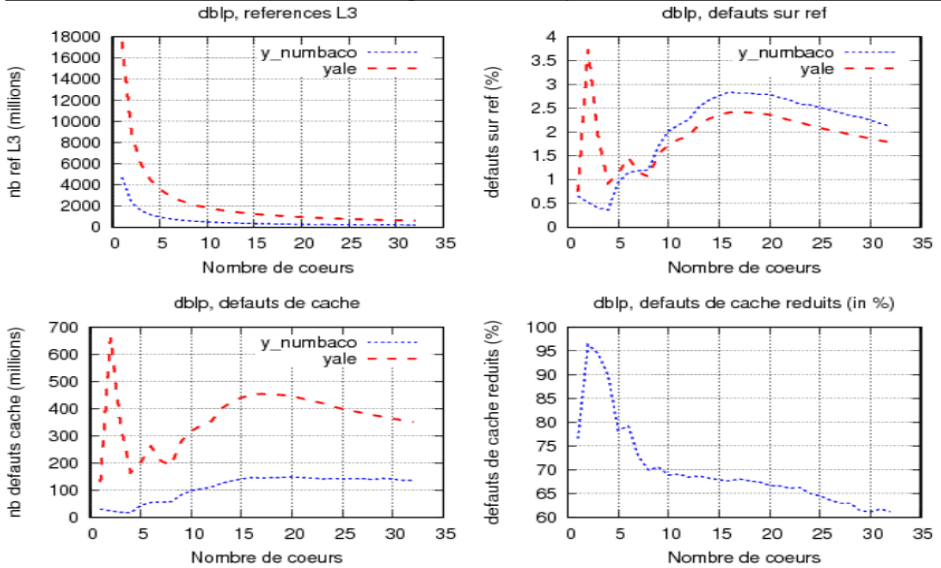 dblp, references L3
nb ref L3 (millions)
18000
16000
14000
12000
10000
8000
6000
4000
2000
0
y_numbaco
yale
0 5 10 15 20 25 30 35
Nombre de coeurs
dblp, defauts sur ref
defauts sur ref (%)
4
3.5
3
2.5
2
1.5
1
0.5
0
y_numbaco
yale
0 5 10 15 20 25 30 35
Nombre de coeurs
dblp, defauts de cache
nb defauts cache (millions)
700
600
500
400
300
200
100
0
y_numbaco
yale
0 5 10 15 20 25 30 35
Nombre de coeurs
dblp, defauts de cache reduits (in %)
defauts de cache reduits (%)
100
95
90
85
80
75
70
65
60
0 5 10 15 20 25 30 35
Nombre de coeurs